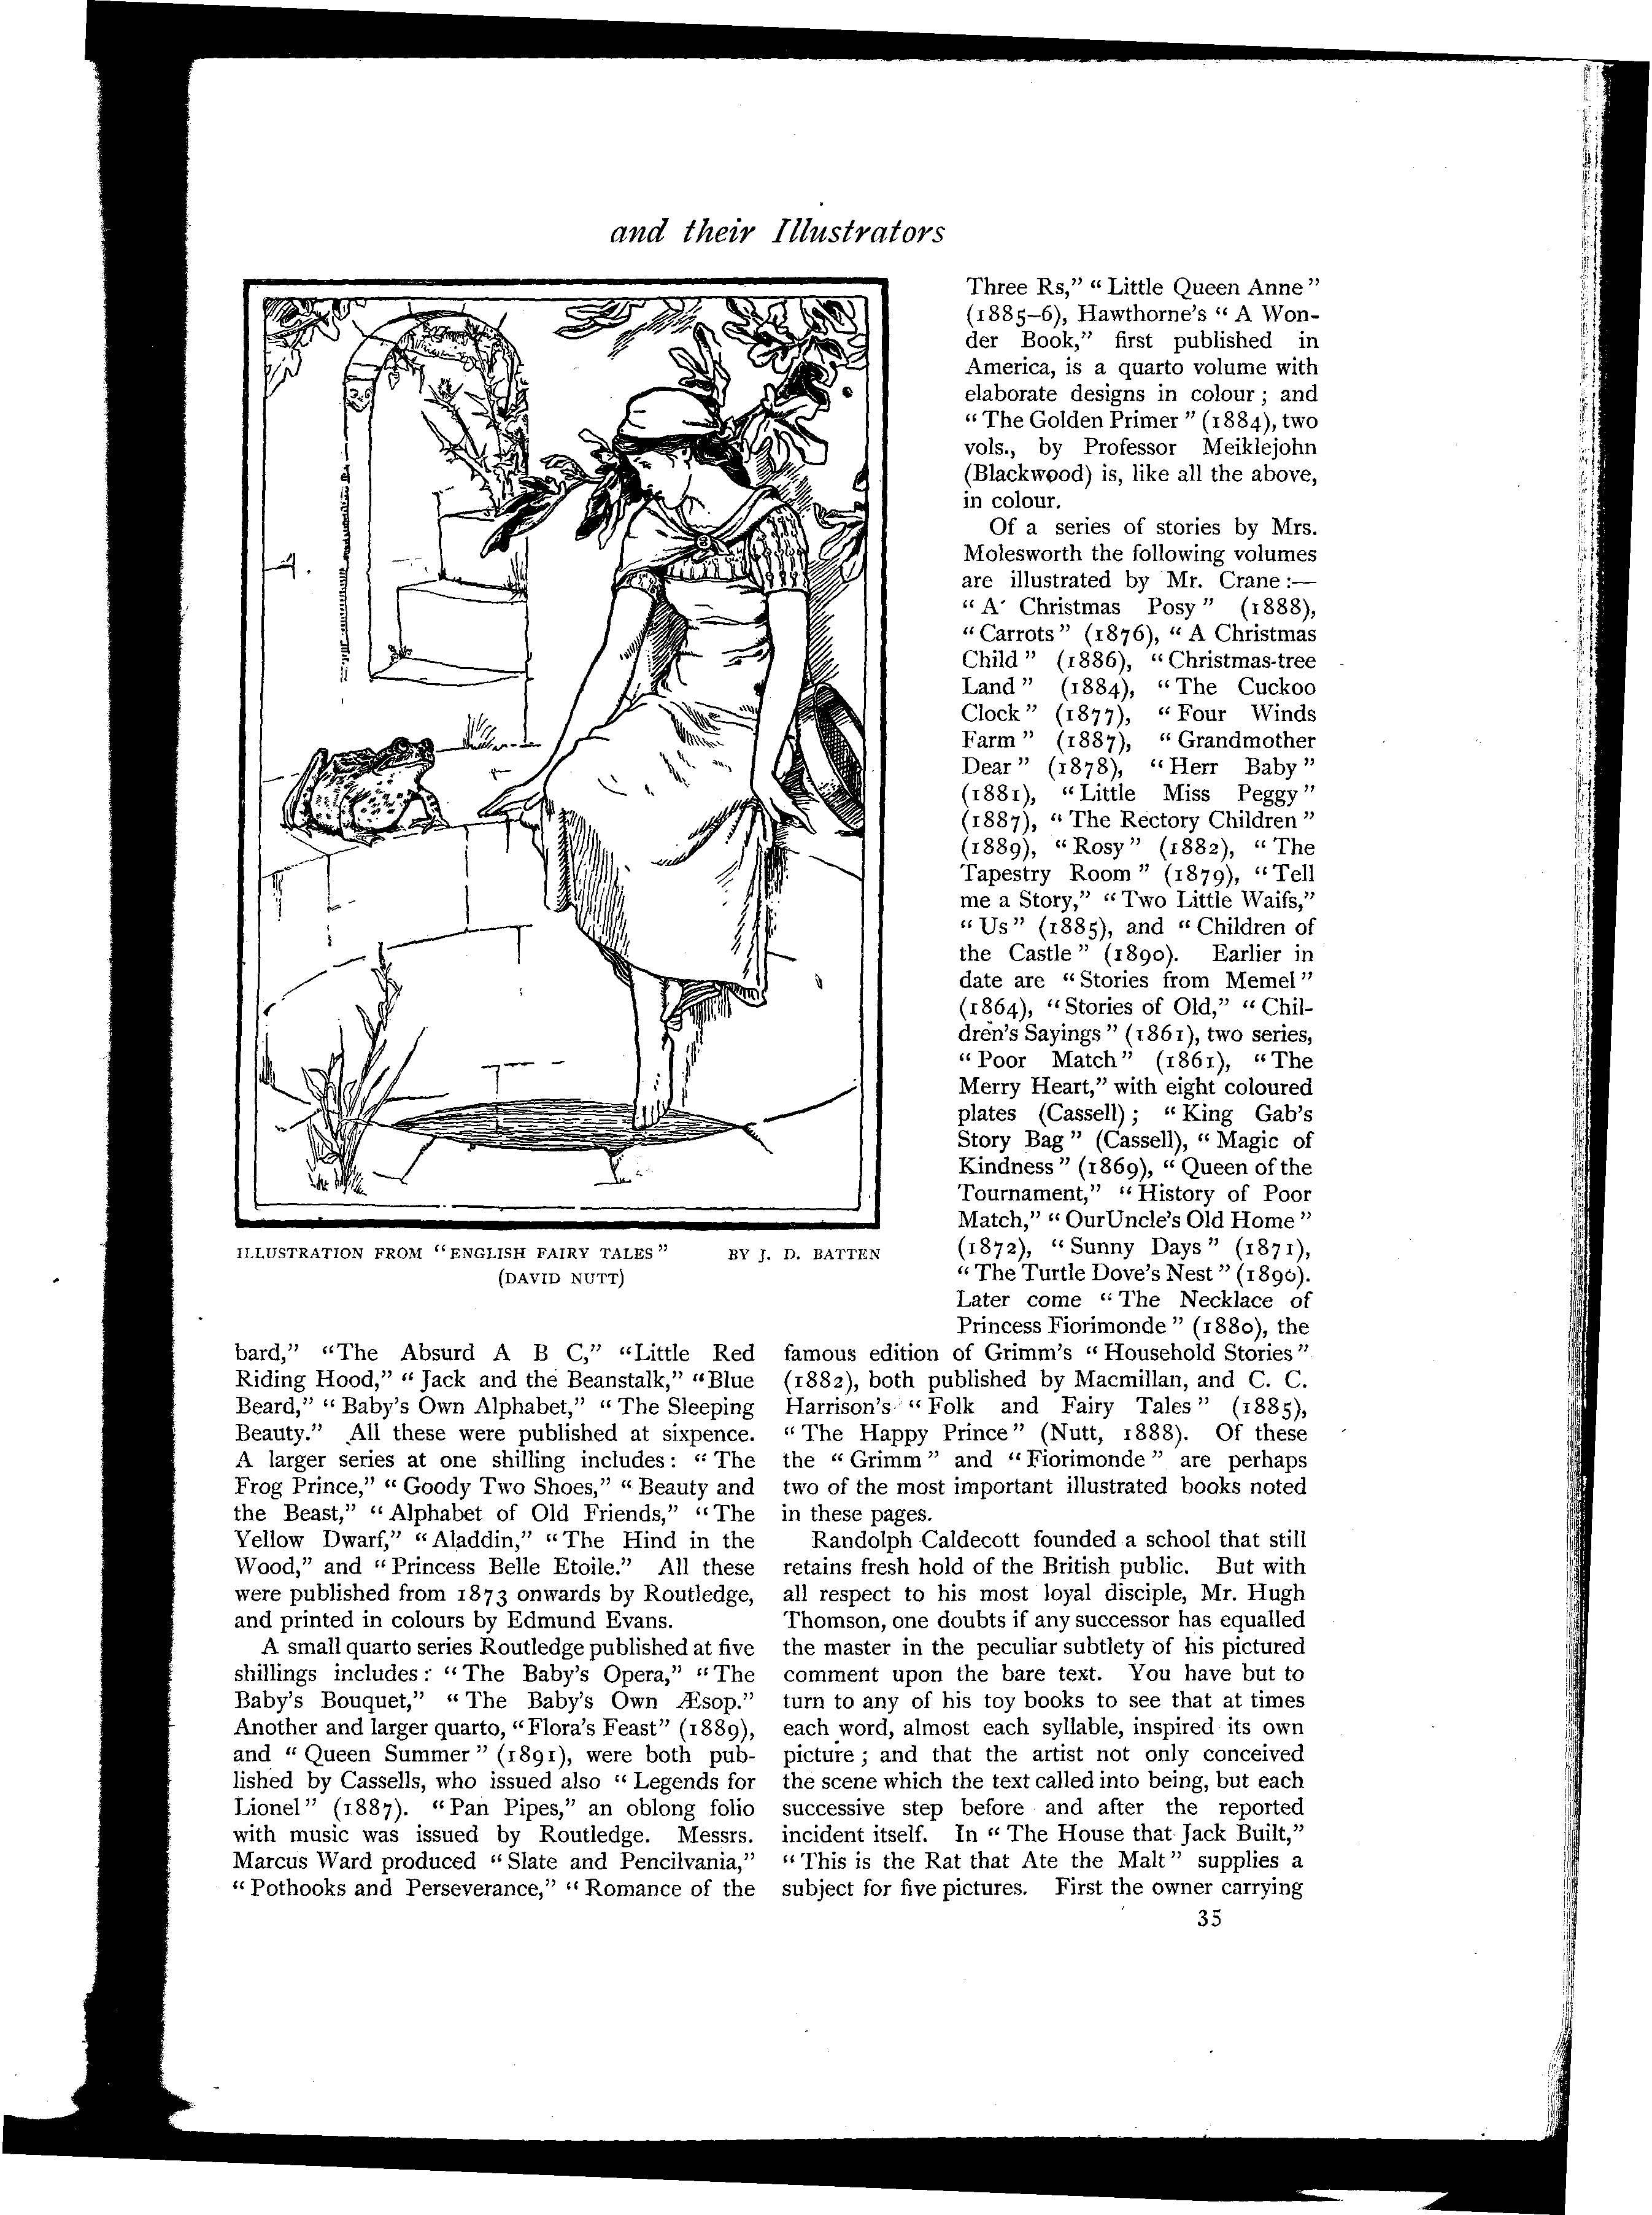 and their Illustrators
ILLUSTRATION FROM “ENGLISH FAIRY TALES” BY J. D. BATTEN
(DAVID NUTT)
bard,” “The Absurd A B C,” “Little Red
Riding Hood,” “Jack and the Beanstalk,” “Blue
Beard,” “Baby’s Own Alphabet,” “The Sleeping
Beauty.” All these were published at sixpence.
A larger series at one shilling includes: “The
Frog Prince,” “Goody Two Shoes,” “Beauty and
the Beast,” “Alphabet of Old Friends,” “The
Yellow Dwarf,” “Aladdin,” “The Hind in the
Wood,” and “Princess Belle Etoile.” All these
were published from 1873 onwards by Routledge,
and printed in colours by Edmund Evans.
A small quarto series Routledge published at five
shillings includes: “The Baby’s Opera,” “The
Baby’s Bouquet,” “The Baby’s Own Æsop.”
Another and larger quarto, “Flora’s Feast” (1889),
and “Queen Summer” (1891), were both pub-
lished by Cassells, who issued also “Legends for
Lionel” (1887). “Pan Pipes,” an oblong folio
with music was issued by Routledge. Messrs.
Marcus Ward produced “Slate and Pencilvania,”
“Pothooks and Perseverance,” “Romance of the
Three Rs,” “Little Queen Anne”
(1885–6), Hawthorne’s “A Won-
der Book,” first published in
America, is a quarto volume with
elaborate designs in colour; and
“The Golden Primer” (1884), two
vols., by Professor Meiklejohn
(Blackwood) is, like all the above,
in colour.
Of a series of stories by Mrs.
Molesworth the following volumes
are illustrated by Mr. Crane:—
“A Christmas Posy” (1888),
“Carrots” (1876), “A Christmas
Child” (1886), “Christmas-tree
Land” (1884), “The Cuckoo
Clock” (1877), “Four Winds
Farm” (1887), “Grandmother
Dear” (1878), “Herr Baby”
(1881), “Little Miss Peggy”
(1887), “The Rectory Children”
(1889), “Rosy” (1882), “The
Tapestry Room” (1879), “Tell
me a Story,” “Two Little Waifs,”
“Us” (1885), and “Children of
the Castle” (1890). Earlier in
date are “Stories from Memel”
(1864), “Stories of Old,” “Chil-
dren’s Sayings” (1861), two series,
“Poor Match” (1861), “The
Merry Heart,” with eight coloured
plates (Cassell); “King Gab’s
Story Bag” (Cassell), “Magic of
Kindness” (1869), “Queen of the
Tournament,” “History of Poor
Match,” “Our Uncle’s Old Home”
(1872), “Sunny Days” (1871),
“The Turtle Dove’s Nest” (1890).
Later come “The Necklace of
Princess Fiorimonde” (1880), the
famous edition of Grimm’s “Household Stories”
(1882), both published by Macmillan, and C. C.
Harrison’s “Folk and Fairy Tales” (1885),
“The Happy Prince” (Nutt, 1888). Of these
the “Grimm” and “Fiorimonde” are perhaps
two of the most important illustrated books noted
in these pages.
Randolph Caldecott founded a school that still
retains fresh hold of the British public. But with
all respect to his most loyal disciple, Mr. Hugh
Thomson, one doubts if any successor has equalled
the master in the peculiar subtlety of his pictured
comment upon the bare text. You have but to
turn to any of his toy books to see that at times
each word, almost each syllable, inspired its own
picture; and that the artist not only conceived
the scene which the text called into being, but each
successive step before and after the reported
incident itself. In “The House that Jack Built,”
“This is the Rat that Ate the Malt” supplies a
subject for five pictures. First the owner carrying
35